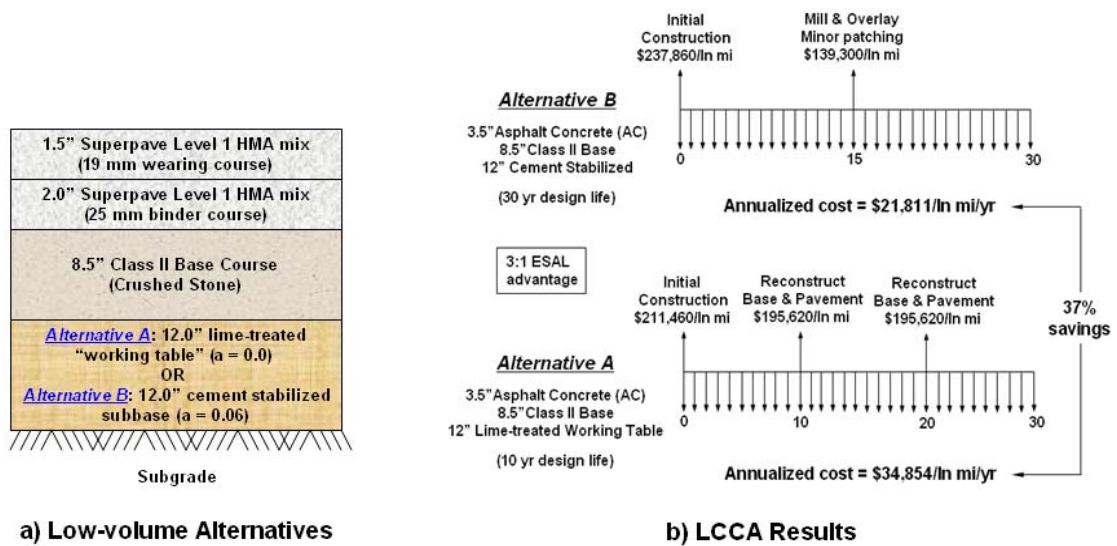 1.5” Superpave Level 1 HMA mix
(19 mm wearing course)
2.0” Superpave Level 1 HMA mix
(25 mm binder course)
8.5” Class II Base Course
(Crushed Stone)
Alternative A: 12.0” lime-treated
“working table” (a = 0.0)
OR
Alternative B: 12.0” cement stabilized
subbase (a = 0.06)
Subgrade
a) Low-volume Alternatives
Initial
Construction
$237,860/ln mi
Mill & Overlay
Minor patching
$139,300/ln mi
Alternative B
3.5”Asphalt Concrete (AC)
8.5”Class II Base
12” Cement Stabilized
(30 yr design life)
0
15
30
Annualized cost = $21,811/ln mi/yr
3:1 ESAL
advantage
37%
savings
Initial
Construction
$211,460/ln mi
Reconstruct
Base & Pavement
$195,620/ln mi
Reconstruct
Base & Pavement
$195,620/ln mi
Alternative A
3.5”Asphalt Concrete (AC)
8.5”Class II Base
12” Lime-treated Working Table
(10 yr design life)
0
10
20
30
Annualized cost = $34,854/ln mi/yr
b) LCCA Results